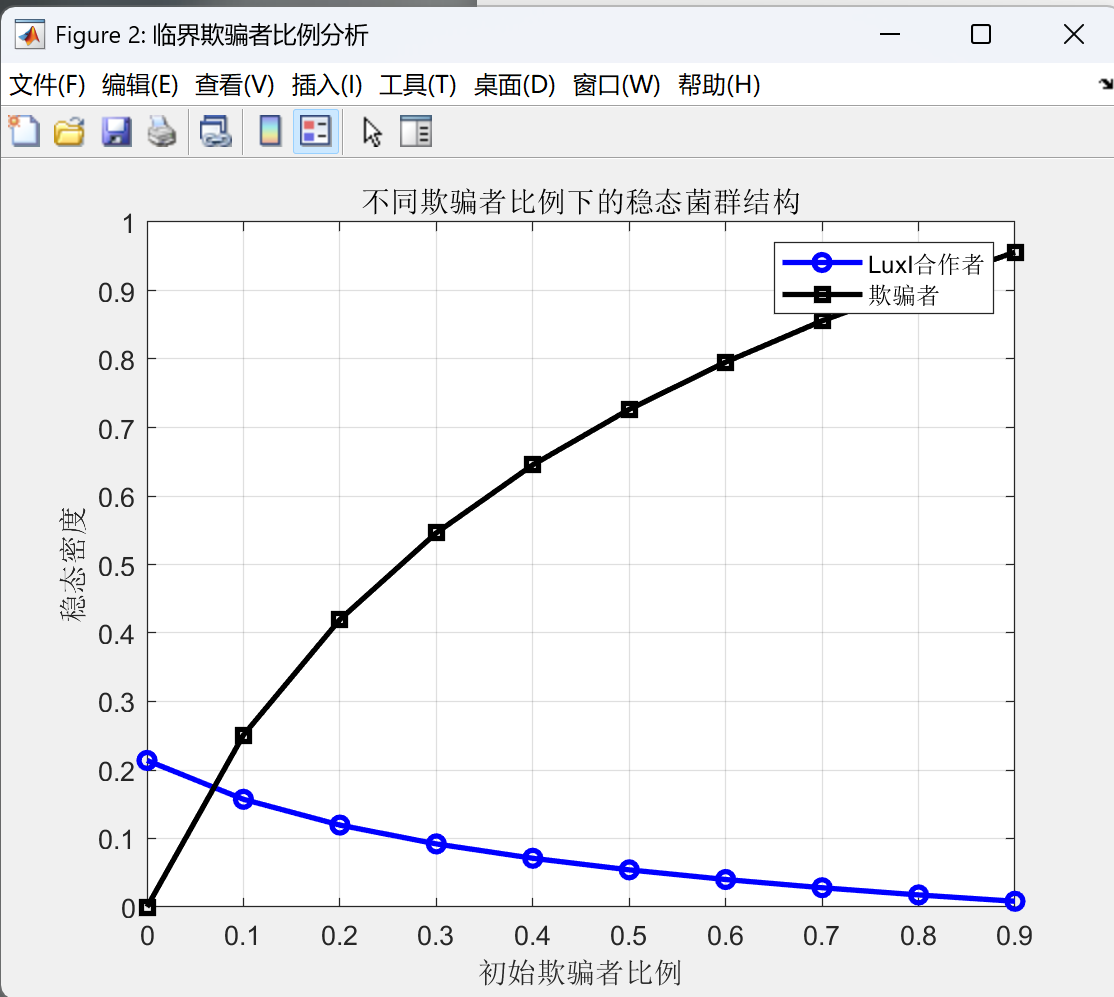 Figure 2: 临界欺骗者比例分析
文件(F) 编辑(E) 查看(V) 插入(I) 工具(T) 桌面(D) 窗口(W) 帮助(H)
不同欺骗者比例下的稳态菌群结构
LuxI合作者
欺骗者
稳态密度
1
0.9
0.8
0.7
0.6
0.5
0.4
0.3
0.2
0.1
0
0 0.1 0.2 0.3 0.4 0.5 0.6 0.7 0.8 0.9
初始欺骗者比例